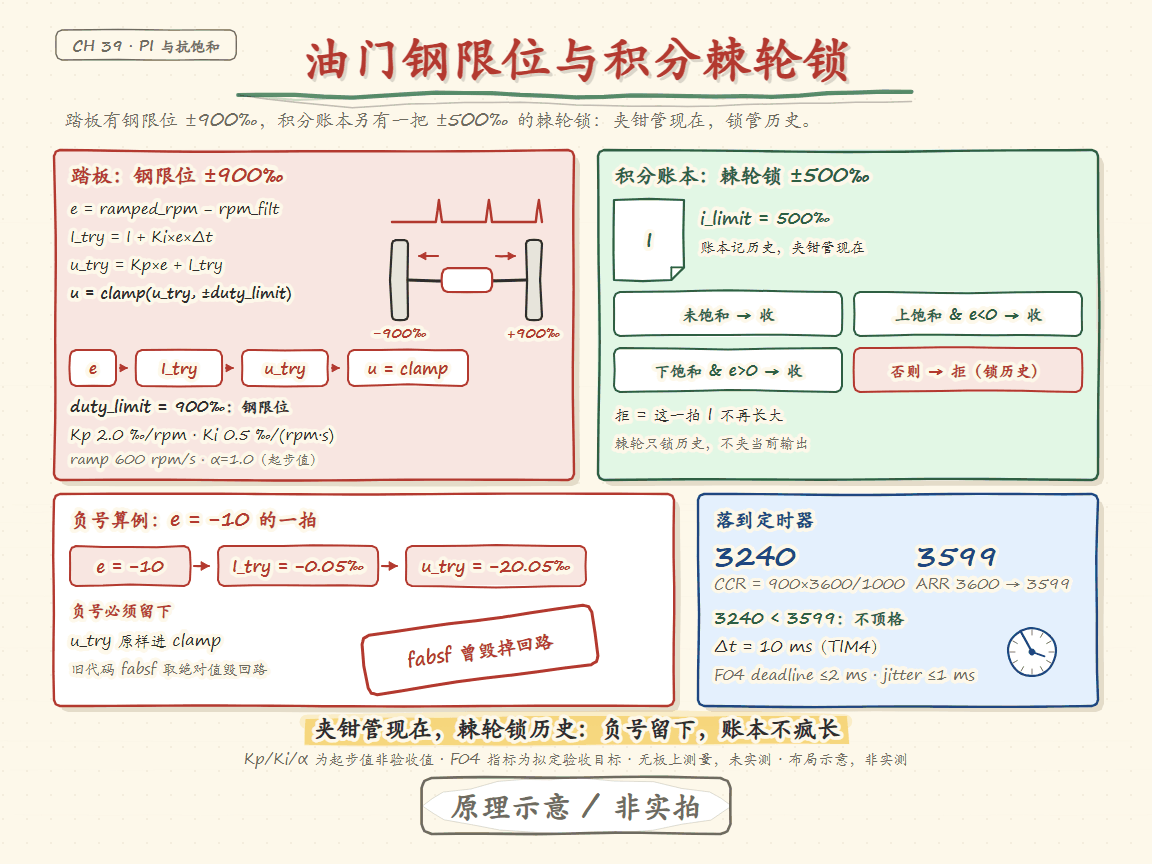 CH 39 · PI 与抗饱和
油门钢限位与积分棘轮锁
踏板有钢限位 ±900‰，积分账本另有一把 ±500‰ 的棘轮锁：夹钳管现在，锁管历史。
踏板：钢限位 ±900‰
e = ramped_rpm − rpm_filt
I_try = I + Ki×e×Δt
u_try = Kp×e + I_try
u = clamp(u_try, ±duty_limit)
−900‰
+900‰
e
I_try
u_try
u = clamp
duty_limit = 900‰：钢限位
Kp 2.0 ‰/rpm · Ki 0.5 ‰/(rpm·s)
ramp 600 rpm/s · α=1.0（起步值）
积分账本：棘轮锁 ±500‰
I
i_limit = 500‰
账本记历史，夹钳管现在
未饱和 → 收
上饱和 & e<0 → 收
下饱和 & e>0 → 收
否则 → 拒（锁历史）
拒 = 这一拍 I 不再长大
棘轮只锁历史，不夹当前输出
负号算例：e = −10 的一拍
e = −10
I_try = −0.05‰
u_try = −20.05‰
负号必须留下
u_try 原样进 clamp
旧代码 fabsf 取绝对值毁回路
fabsf 曾毁掉回路
落到定时器
3240
3599
CCR = 900×3600/1000
ARR 3600 → 3599
3240 < 3599：不顶格
Δt = 10 ms（TIM4）
F04 deadline ≤2 ms · jitter ≤1 ms
夹钳管现在，棘轮锁历史：负号留下，账本不疯长
Kp/Ki/α 为起步值非验收值 · F04 指标为拟定验收目标 · 无板上测量，未实测 · 布局示意，非实测
原理示意 / 非实拍